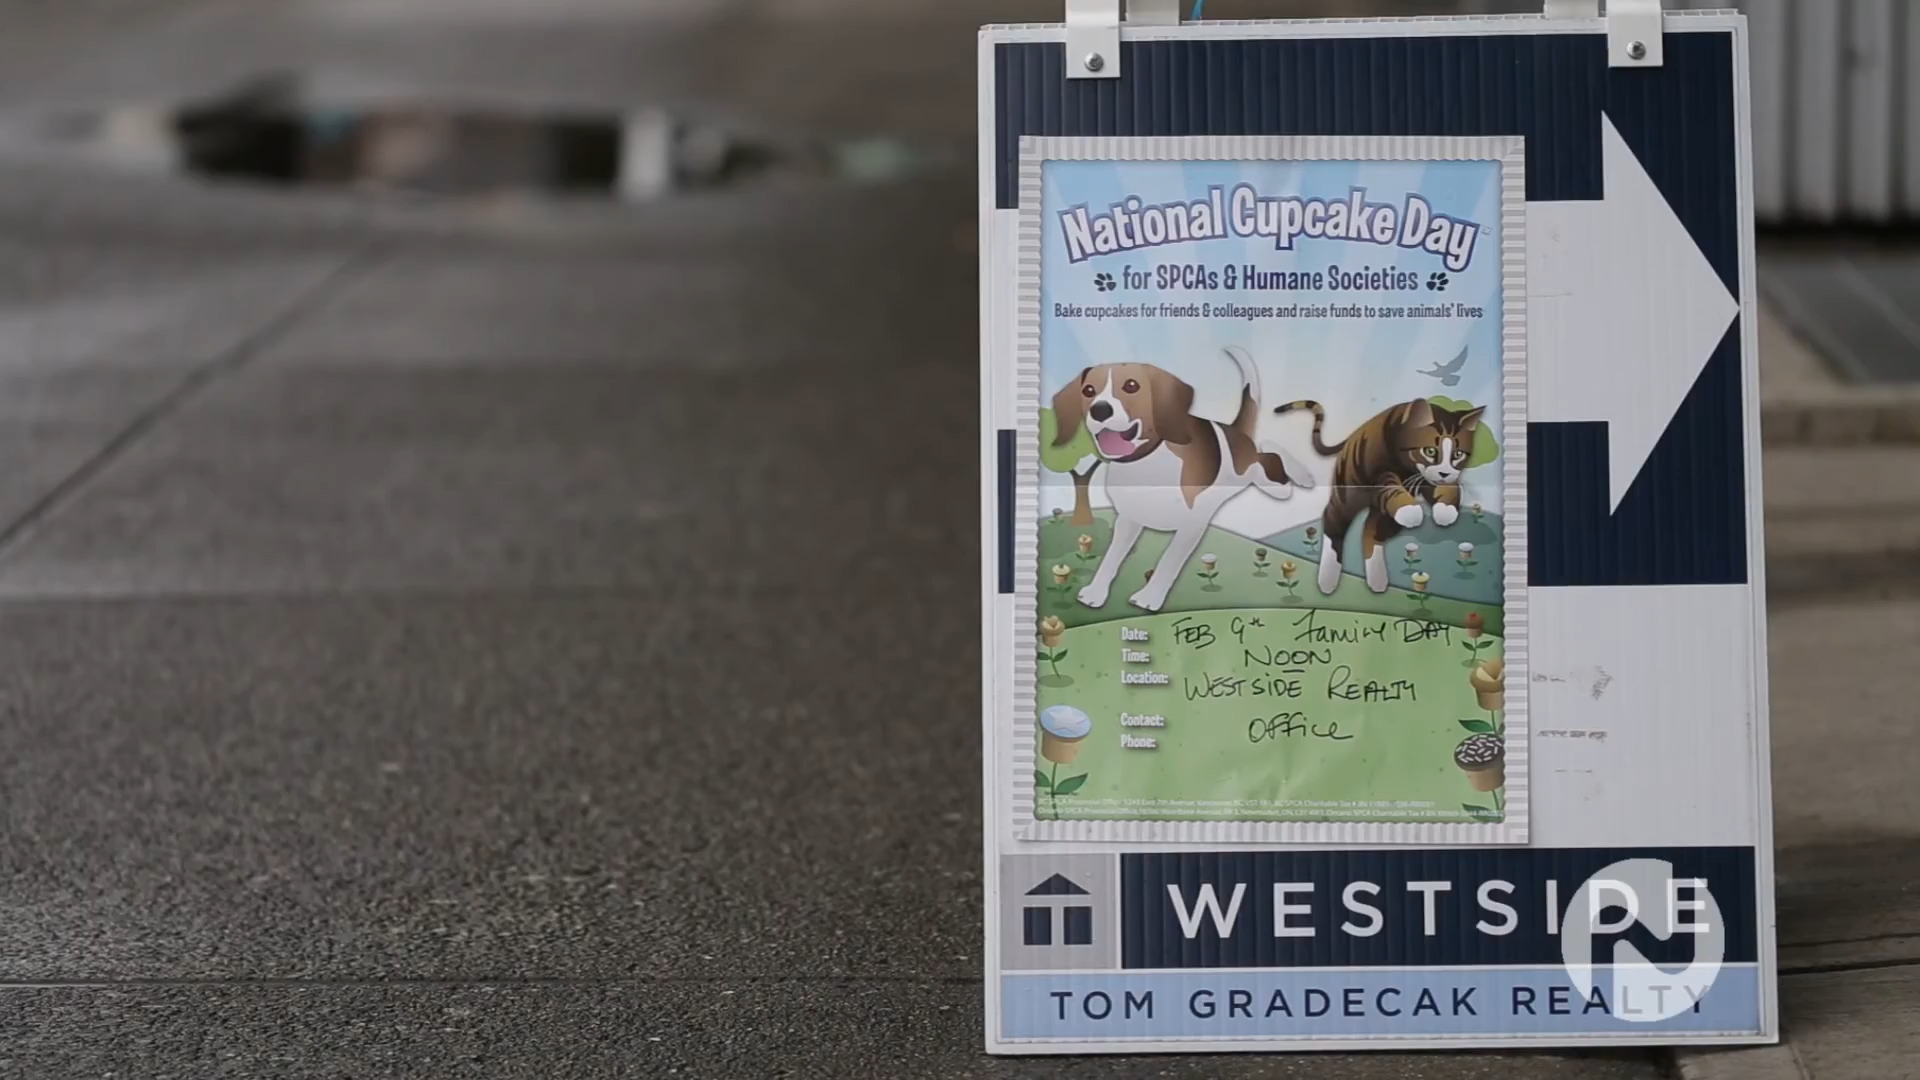 National Cupcake Day
for SPCAs & Humane Societies
Bake cupcakes for friends & colleagues and raise funds to save animals' lives
Date: FEB 9th Family DAY
Time: NOON
Location: WESTSIDE REALTY
Contact: OFFice
Phone:
WESTSIDE
TOM GRADECAK REALTY